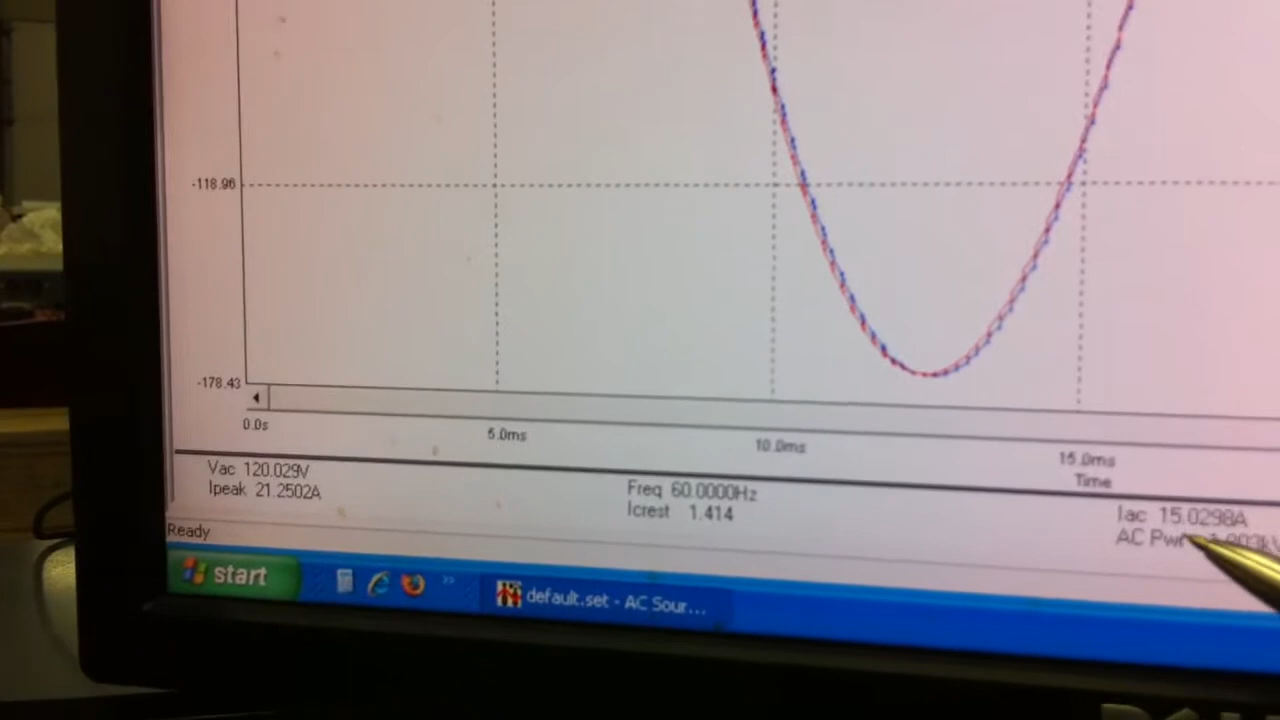 -118.96
-178.43
0.0s
5.0ms
10.0ms
15.0ms
Time
Vac 120.029V
Ipeak 21.2502A
Freq 60.0000Hz
Icrest 1.414
Iac 15.0298A
AC Pwr
Ready
start
default.set - AC Sour...